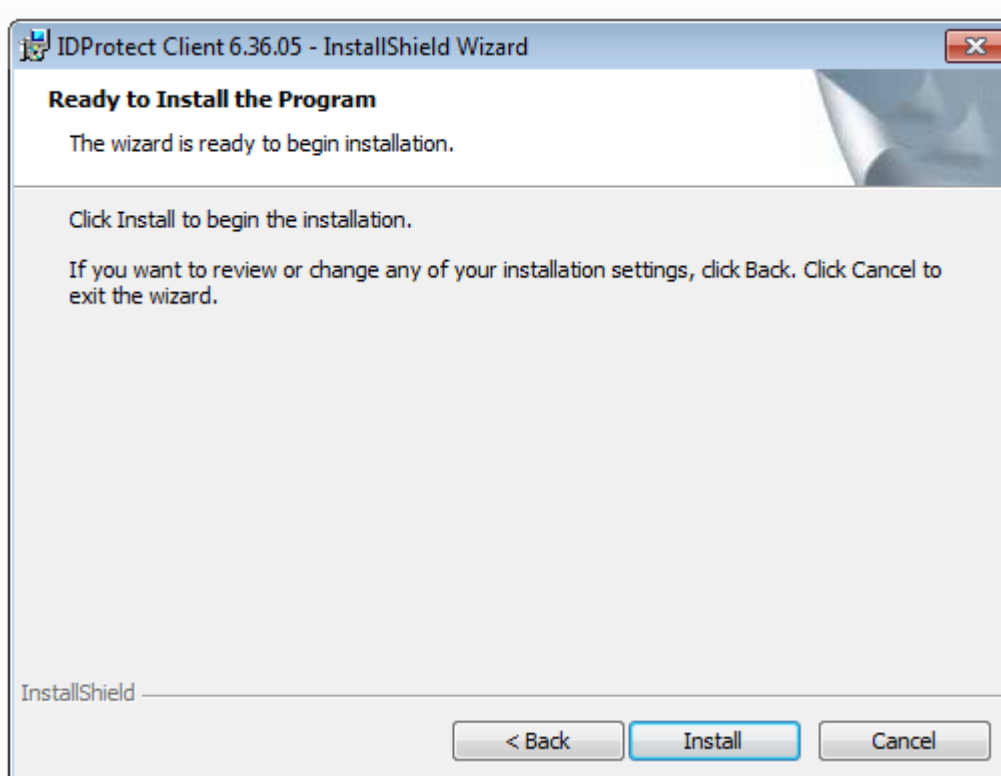 IDProtect Client 6.36.05 - InstallShield Wizard
Ready to Install the Program
The wizard is ready to begin installation.
Click Install to begin the installation.
If you want to review or change any of your installation settings, click Back. Click Cancel to
exit the wizard.
InstallShield
< Back Install Cancel